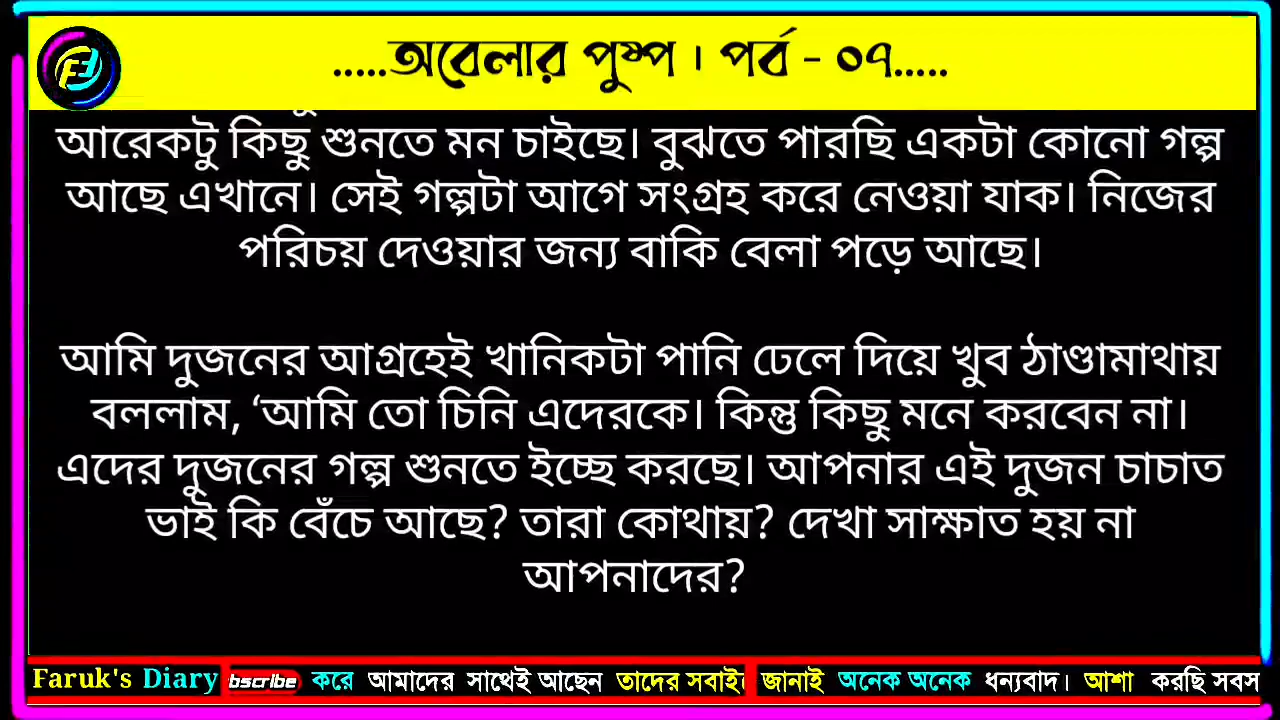 .....অবেলার পুষ্প । পর্ব - ০৭.....
আরেকটু কিছু শুনতে মন চাইছে। বুঝতে পারছি একটা কোনো গল্প
আছে এখানে। সেই গল্পটা আগে সংগ্রহ করে নেওয়া যাক। নিজের
পরিচয় দেওয়ার জন্য বাকি বেলা পড়ে আছে।
আমি দুজনের আগ্রহেই খানিকটা পানি ঢেলে দিয়ে খুব ঠাণ্ডামাথায়
বললাম, ‘আমি তো চিনি এদেরকে। কিন্তু কিছু মনে করবেন না।
এদের দুজনের গল্প শুনতে ইচ্ছে করছে। আপনার এই দুজন চাচাত
ভাই কি বেঁচে আছে? তারা কোথায়? দেখা সাক্ষাত হয় না
আপনাদের?
Faruk's Diary bscribe করে আমাদের সাথেই আছেন তাদের জানাই অনেক অনেক ধন্যবাদ। আশা করছি